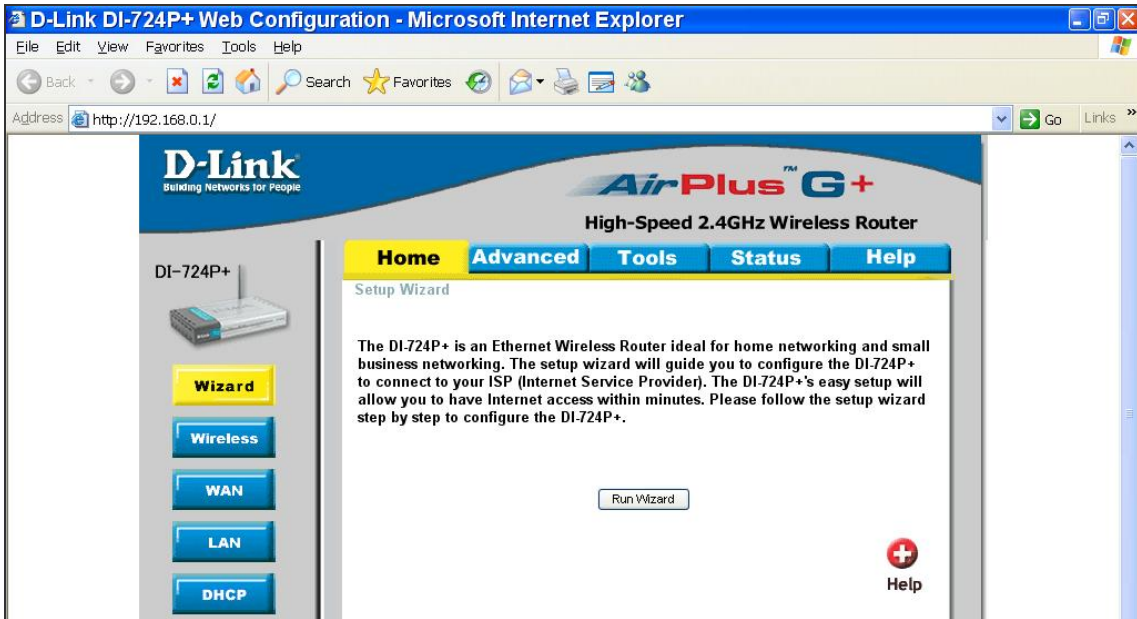 D-Link DI-724P+ Web Configuration - Microsoft Internet Explorer
File Edit View Favorites Tools Help
Back Search Favorites
Address http://192.168.0.1/ Go Links »
D-Link
Building Networks for People
AirPlus™ G+
High-Speed 2.4GHz Wireless Router
DI-724P+
Home Advanced Tools Status Help
Setup Wizard
The DI-724P+ is an Ethernet Wireless Router ideal for home networking and small
business networking. The setup wizard will guide you to configure the DI-724P+
to connect to your ISP (Internet Service Provider). The DI-724P+'s easy setup will
allow you to have Internet access within minutes. Please follow the setup wizard
step by step to configure the DI-724P+.
Wizard
Wireless
WAN
LAN
DHCP
Run Wizard
Help